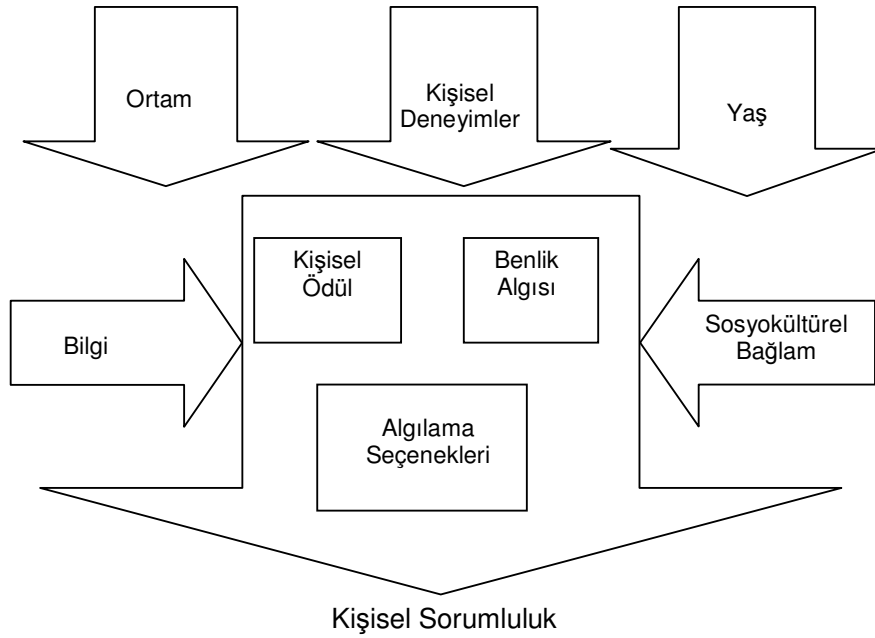 Ortam
Kişisel
Deneyimler
Yaş
Kişisel
Ödül
Benlik
Algısı
Bilgi
Sosyokültürel
Bağlam
Algılama
Seçenekleri
Kişisel Sorumluluk